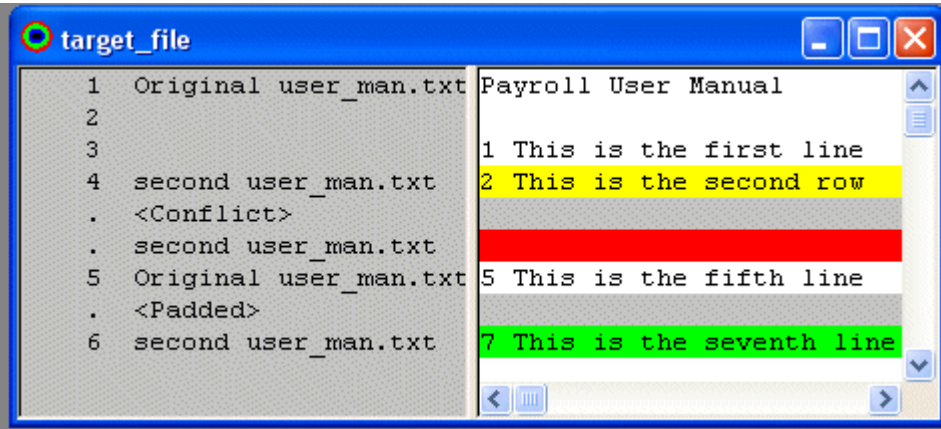 target_file
1 Original user_man.txt Payroll User Manual
2
3 1 This is the first line
4 second user_man.txt 2 This is the second row
. <Conflict>
. second user_man.txt
5 Original user_man.txt 5 This is the fifth line
. <Padded>
6 second user_man.txt 7 This is the seventh line